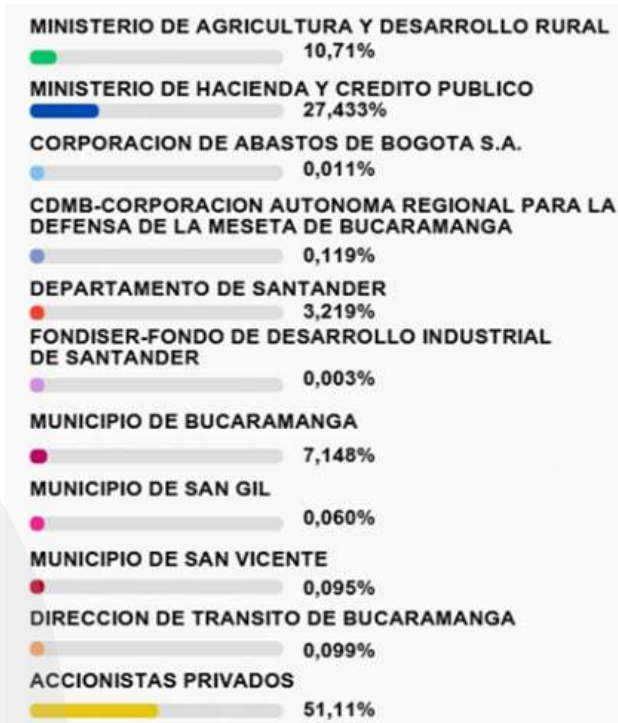 MINISTERIO DE AGRICULTURA Y DESARROLLO RURAL
10,71%
MINISTERIO DE HACIENDA Y CREDITO PUBLICO
27,433%
CORPORACION DE ABASTOS DE BOGOTA S.A.
0,011%
CDMB-CORPORACION AUTONOMA REGIONAL PARA LA
DEFENSA DE LA MESETA DE BUCARAMANGA
0,119%
DEPARTAMENTO DE SANTANDER
3,219%
FONDISER-FONDO DE DESARROLLO INDUSTRIAL
DE SANTANDER
0,003%
MUNICIPIO DE BUCARAMANGA
7,148%
MUNICIPIO DE SAN GIL
0,060%
MUNICIPIO DE SAN VICENTE
0,095%
DIRECCION DE TRANSITO DE BUCARAMANGA
0,099%
ACCIONISTAS PRIVADOS
51,11%